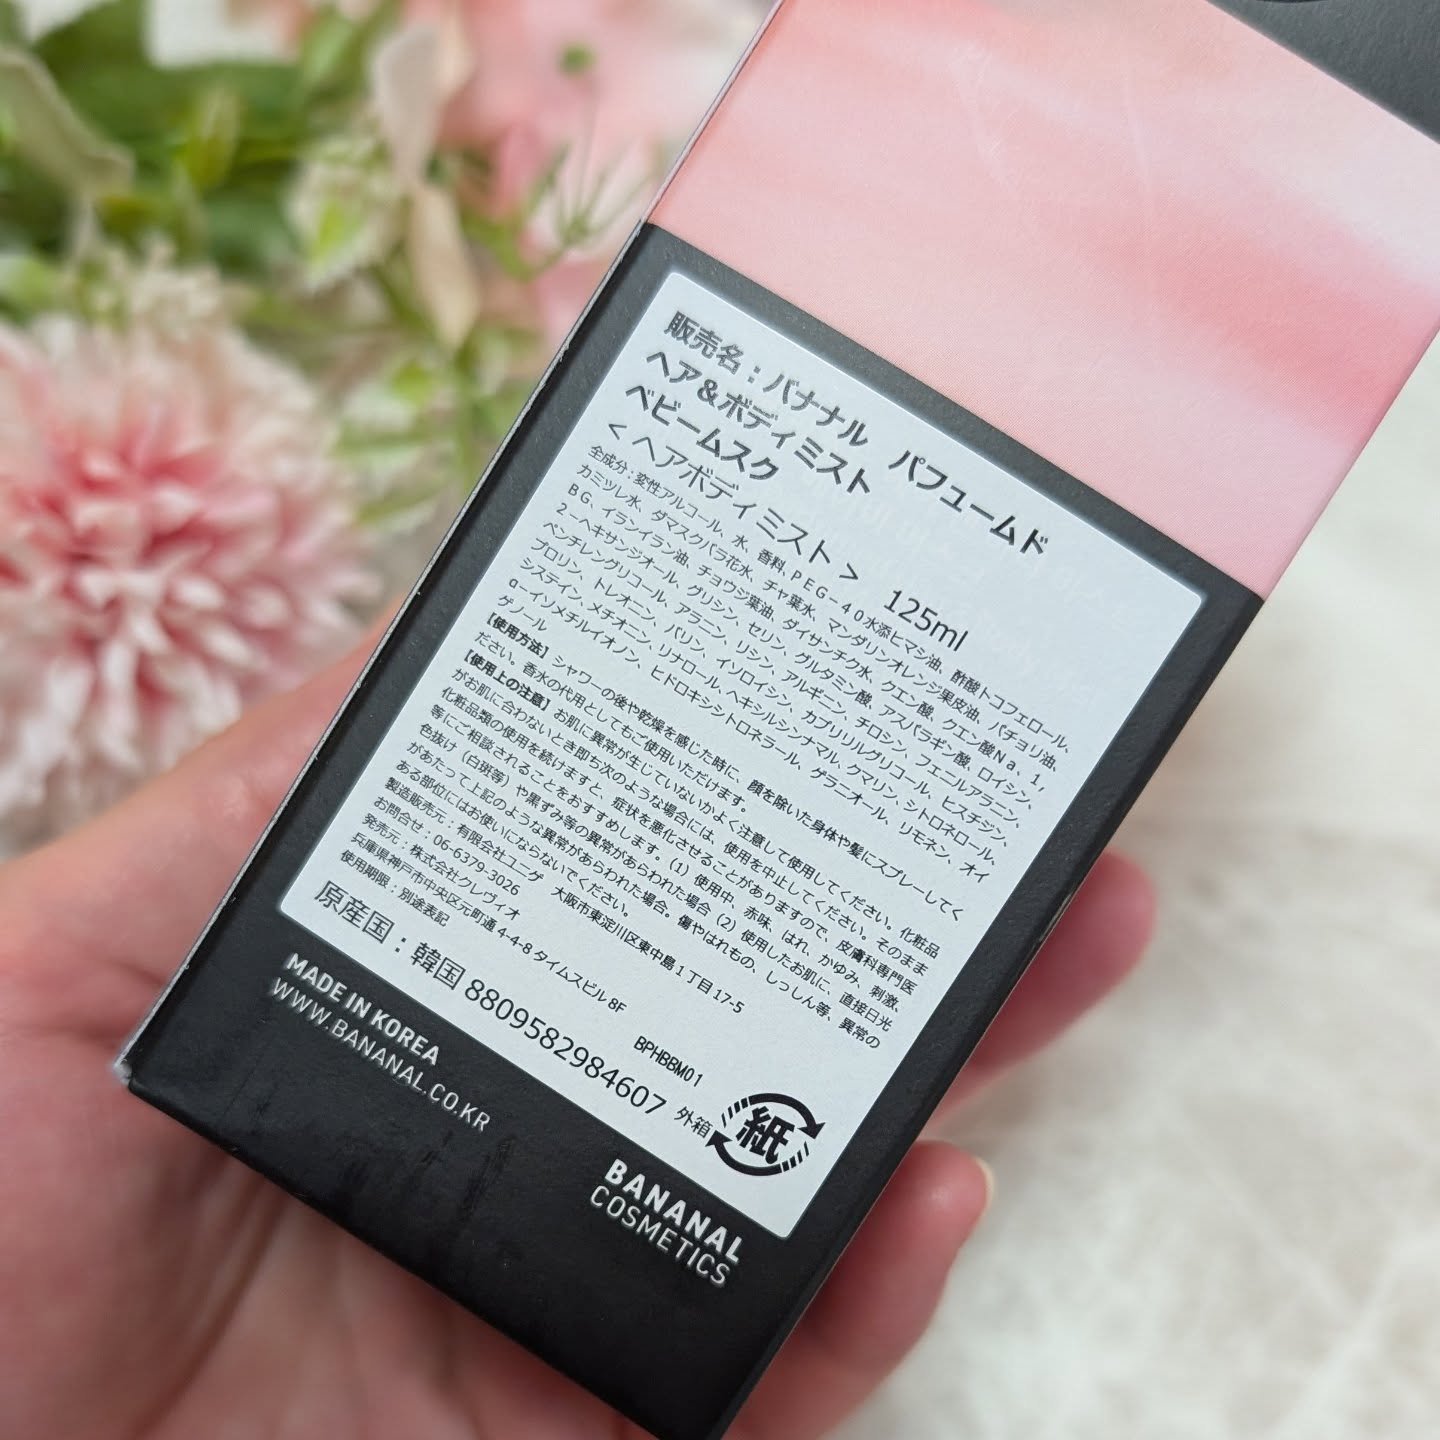 販売名：バナナル　パフュームド
ヘア&ボディミスト
ベビームスク
＜ヘアボディミスト＞　125ml
全成分：変性アルコール、水、香料、PEG－40水添ヒマシ油、酢酸トコフェロール、
カミツレ水、ダマスクバラ花水、チャ葉水、マンダリンオレンジ果皮油、パチョリ油、
BG、イランイラン油、チョウジ葉油、ダイサンチク水、クエン酸、クエン酸Na、1，
2－ヘキサンジオール、グリシン、セリン、グルタミン酸、アスパラギン酸、ロイシン、
ペンチレングリコール、アラニン、リシン、アルギニン、チロシン、フェニルアラニン、
プロリン、トレオニン、バリン、イソロイシン、カプリリルグリコール、ヒスチジン、
システイン、メチオニン、リナロール、ヘキシルシンナマル、クマリン、シトロネロール、
α－イソメチルイオノン、ヒドロキシシトロネラール、ゲラニオール、リモネン、オイ
ゲノール
【使用方法】シャワーの後や乾燥を感じた時に、顔を除いた身体や髪にスプレーしてく
ださい。香水の代用としてもご使用いただけます。
【使用上の注意】お肌に異常が生じていないかよく注意して使用してください。化粧品
がお肌に合わないとき即ち次のような場合には、使用を中止してください。そのまま
化粧品類の使用を続けますと、症状を悪化させることがありますので、皮膚科専門医
等にご相談されることをおすすめします。(1) 使用中、赤味、はれ、かゆみ、刺激、
色抜け（白斑等）や黒ずみ等の異常があらわれた場合 (2) 使用したお肌に、直接日光
があたって上記のような異常があらわれた場合。傷やはれもの、しっしん等、異常の
ある部位にはお使いにならないでください。
製造販売元：有限会社ユニゲ　大阪市東淀川区東中島1丁目17-5
お問合せ：06-6379-3026
発売元：株式会社クレヴィオ
兵庫県神戸市中央区元町通 4-4-8 タイムスビル 8F
使用期限：別途表記　BPHBBM01
原産国：韓国 8809582984607 外箱 紙
MADE IN KOREA
WWW.BANANAL.CO.KR
BANANAL
COSMETICS